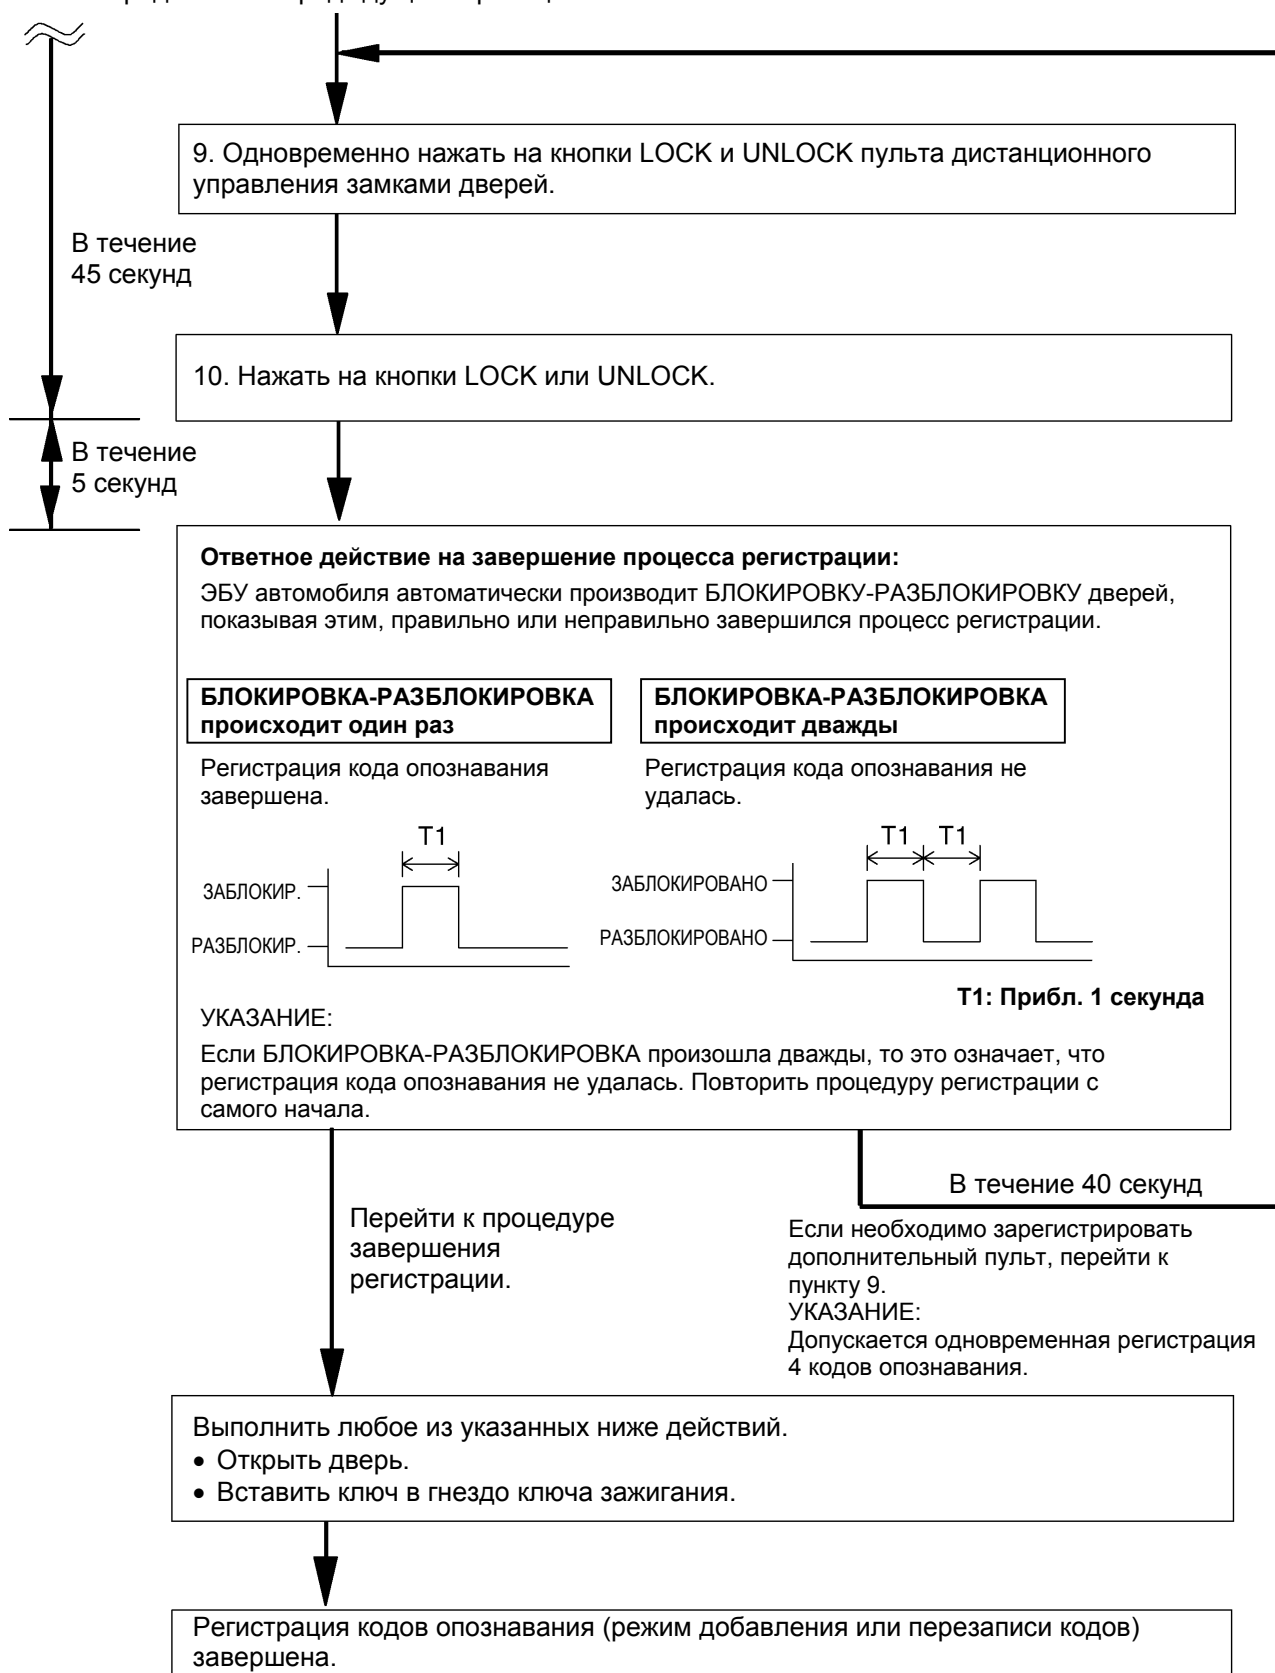 9. Одновременно нажать на кнопки LOCK и UNLOCK пульта дистанционного
управления замками дверей.
В течение
45 секунд
10. Нажать на кнопки LOCK или UNLOCK.
В течение
5 секунд
Ответное действие на завершение процесса регистрации:
ЭБУ автомобиля автоматически производит БЛОКИРОВКУ-РАЗБЛОКИРОВКУ дверей,
показывая этим, правильно или неправильно завершился процесс регистрации.
БЛОКИРОВКА-РАЗБЛОКИРОВКА
происходит один раз
Регистрация кода опознавания
завершена.
T1
ЗАБЛОКИР.
РАЗБЛОКИР.
БЛОКИРОВКА-РАЗБЛОКИРОВКА
происходит дважды
Регистрация кода опознавания не
удалась.
T1 T1
ЗАБЛОКИРОВАНО
РАЗБЛОКИРОВАНО
T1: Прибл. 1 секунда
УКАЗАНИЕ:
Если БЛОКИРОВКА-РАЗБЛОКИРОВКА произошла дважды, то это означает, что
регистрация кода опознавания не удалась. Повторить процедуру регистрации с
самого начала.
В течение 40 секунд
Перейти к процедуре
завершения
регистрации.
Если необходимо зарегистрировать
дополнительный пульт, перейти к
пункту 9.
УКАЗАНИЕ:
Допускается одновременная регистрация
4 кодов опознавания.
Выполнить любое из указанных ниже действий.
• Открыть дверь.
• Вставить ключ в гнездо ключа зажигания.
Регистрация кодов опознавания (режим добавления или перезаписи кодов)
завершена.